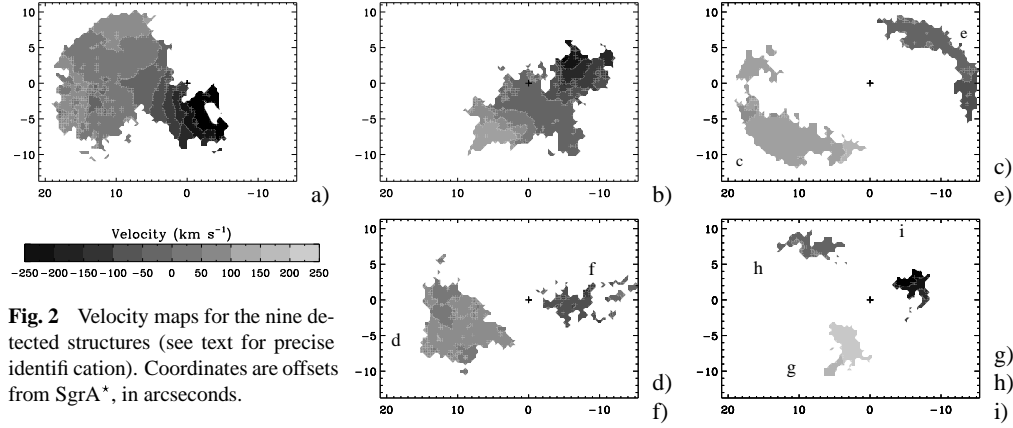 10
5
0
−5
−10
20 10 0 −10
a)
10
5
0
−5
−10
20 10 0 −10
b)
10
5
0
−5
−10
20 10 0 −10
e
c
c)
e)
Velocity (km s⁻¹)
−250 −200 −150 −100 −50 0 50 100 150 200 250
Fig. 2 Velocity maps for the nine de-
tected structures (see text for precise
identifi cation). Coordinates are offsets
from SgrA⋆, in arcseconds.
10
5
0
−5
−10
20 10 0 −10
f
d
d)
f)
10
5
0
−5
−10
20 10 0 −10
i
h
g
g)
h)
i)